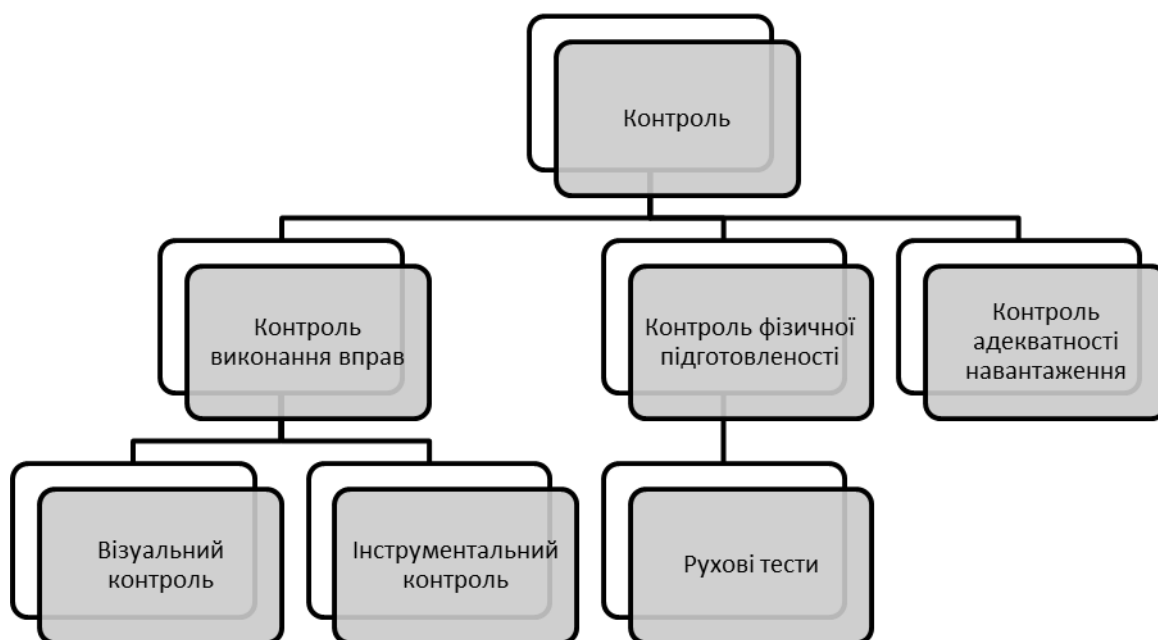 Контроль
Контроль
виконання вправ
Контроль фізичної
підготовленості
Контроль
адекватності
навантаження
Візуальний
контроль
Інструментальний
контроль
Рухові тести